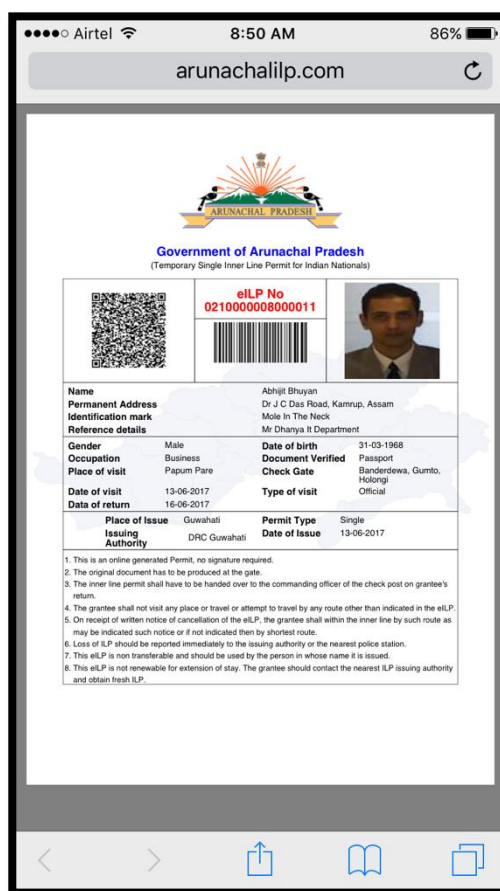 Airtel 8:50 AM 86%
arunachalilp.com
ARUNACHAL PRADESH
Government of Arunachal Pradesh
(Temporary Single Inner Line Permit for Indian Nationals)
eILP No
0210000008000011
Name Abhijit Bhuyan
Permanent Address Dr J C Das Road, Kamrup, Assam
Identification mark Mole In The Neck
Reference details Mr Dhanya It Department
Gender Male Date of birth 31-03-1968
Occupation Business Document Verified Passport
Place of visit Papum Pare Check Gate Banderdewa, Gumto,
Holongi
Date of visit 13-06-2017 Type of visit Official
Data of return 16-06-2017
Place of Issue Guwahati Permit Type Single
Issuing
Authority DRC Guwahati Date of Issue 13-06-2017
1. This is an online generated Permit, no signature required.
2. The original document has to be produced at the gate.
3. The inner line permit shall have to be handed over to the commanding officer of the check post on grantee's
return.
4. The grantee shall not visit any place or travel or attempt to travel by any route other than indicated in the eILP.
5. On receipt of written notice of cancellation of the eILP, the grantee shall within the inner line by such route as
may be indicated such notice or if not indicated then by shortest route.
6. Loss of ILP should be reported immediately to the issuing authority or the nearest police station.
7. This eILP is non transferable and should be used by the person in whose name it is issued.
8. This eILP is not renewable for extension of stay. The grantee should contact the nearest ILP issuing authority
and obtain fresh ILP.